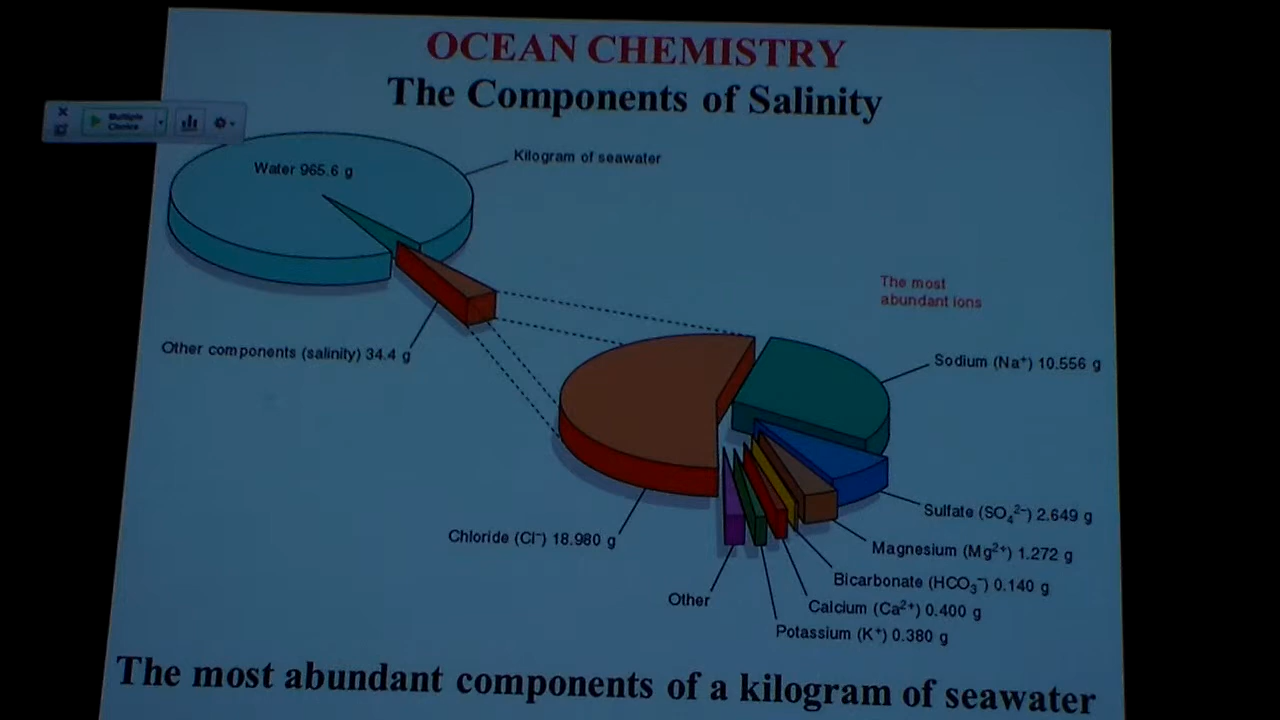 OCEAN CHEMISTRY
The Components of Salinity
Multiple
Choice
Water 965.6 g
Kilogram of seawater
The most
abundant ions
Other components (salinity) 34.4 g
Sodium (Na⁺) 10.556 g
Sulfate (SO₄²⁻) 2.649 g
Chloride (Cl⁻) 18.980 g
Magnesium (Mg²⁺) 1.272 g
Bicarbonate (HCO₃⁻) 0.140 g
Other
Calcium (Ca²⁺) 0.400 g
Potassium (K⁺) 0.380 g
The most abundant components of a kilogram of seawater